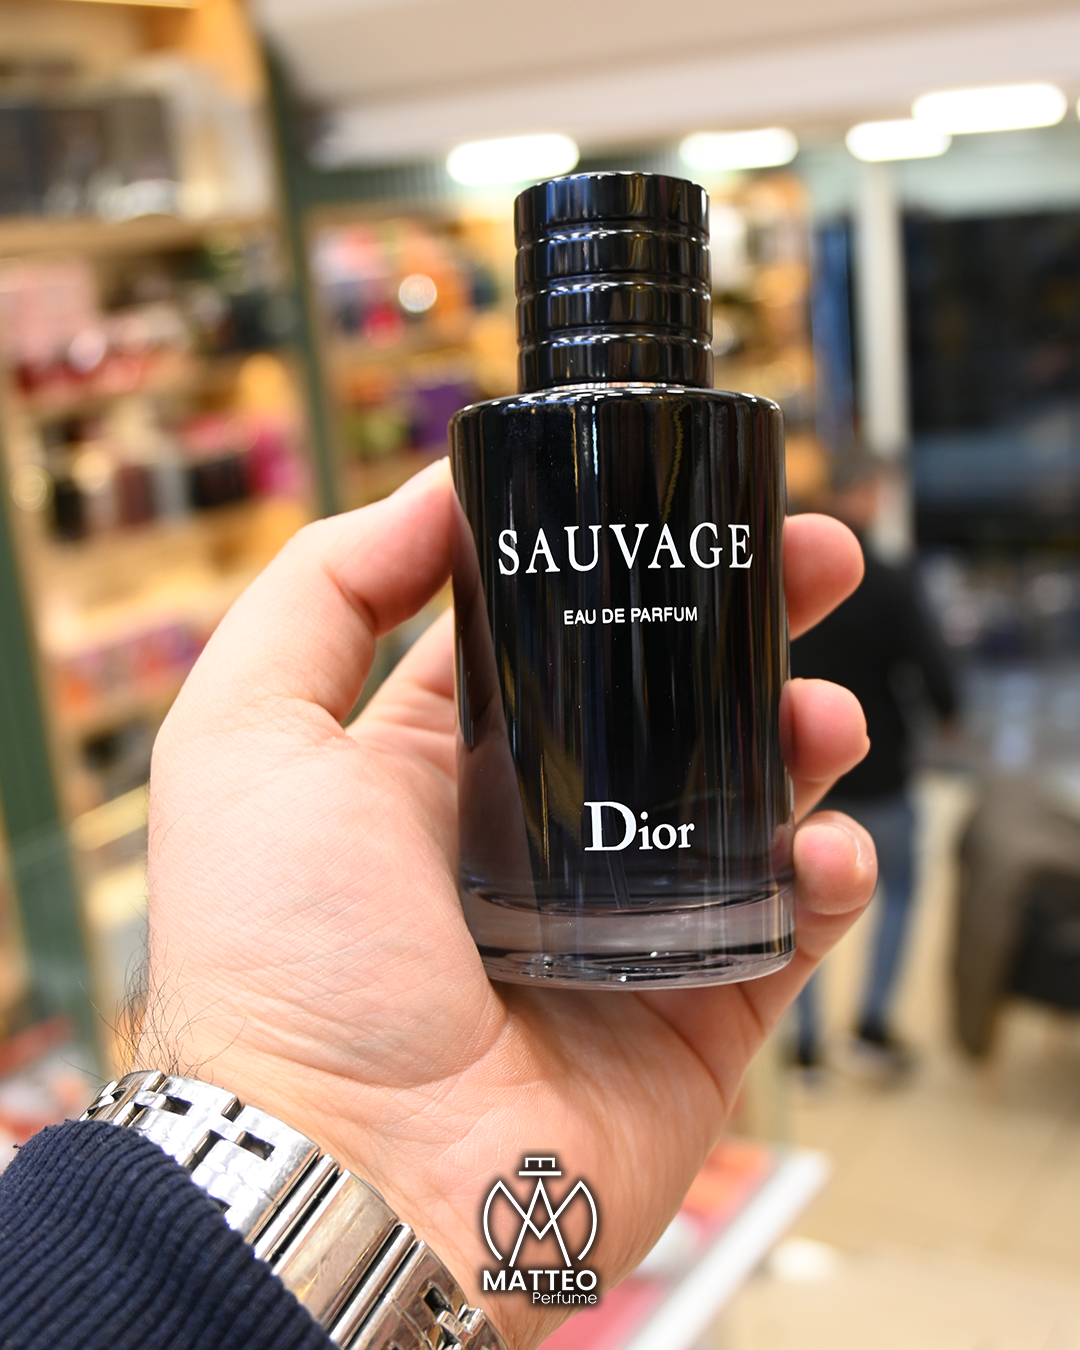 SAUVAGE
EAU DE PARFUM
Dior
MATTEO
Perfume